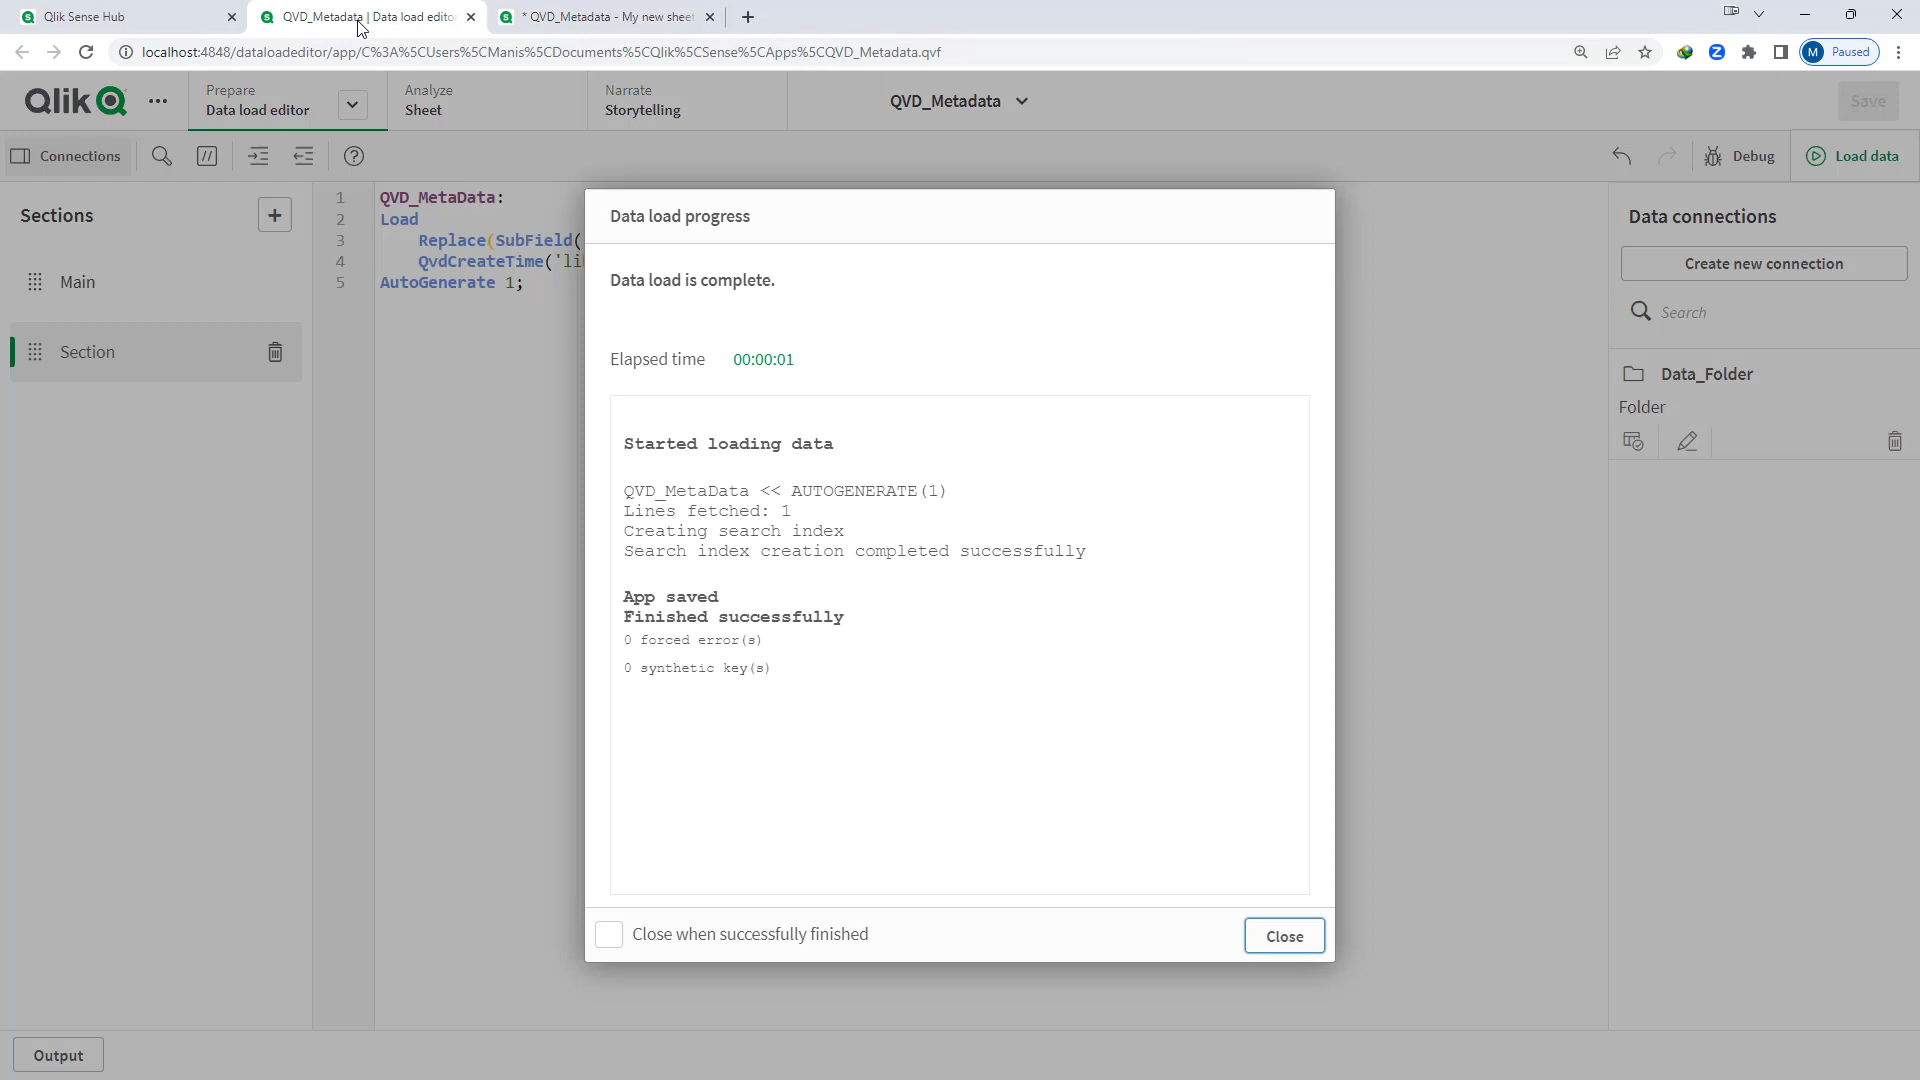 Qlik Sense Hub
QVD_Metadata | Data load editor
* QVD_Metadata - My new sheet
localhost:4848/dataloadeditor/app/C%3A%5CUsers%5CManis%5CDocuments%5CQlik%5CSense%5CApps%5CQVD_Metadata.qvf
M Paused
Qlik
Prepare
Data load editor
Analyze
Sheet
Narrate
Storytelling
QVD_Metadata
Save
Connections
//
?
Debug
Load data
Sections
+
Main
Section
1 QVD_MetaData:
2 Load
3 Replace(SubField(
4 QvdCreateTime('li
5 AutoGenerate 1;
Data load progress
Data load is complete.
Elapsed time 00:00:01
Started loading data
QVD_MetaData << AUTOGENERATE(1)
Lines fetched: 1
Creating search index
Search index creation completed successfully
App saved
Finished successfully
0 forced error(s)
0 synthetic key(s)
Close when successfully finished
Close
Data connections
Create new connection
Search
Data_Folder
Folder
Output